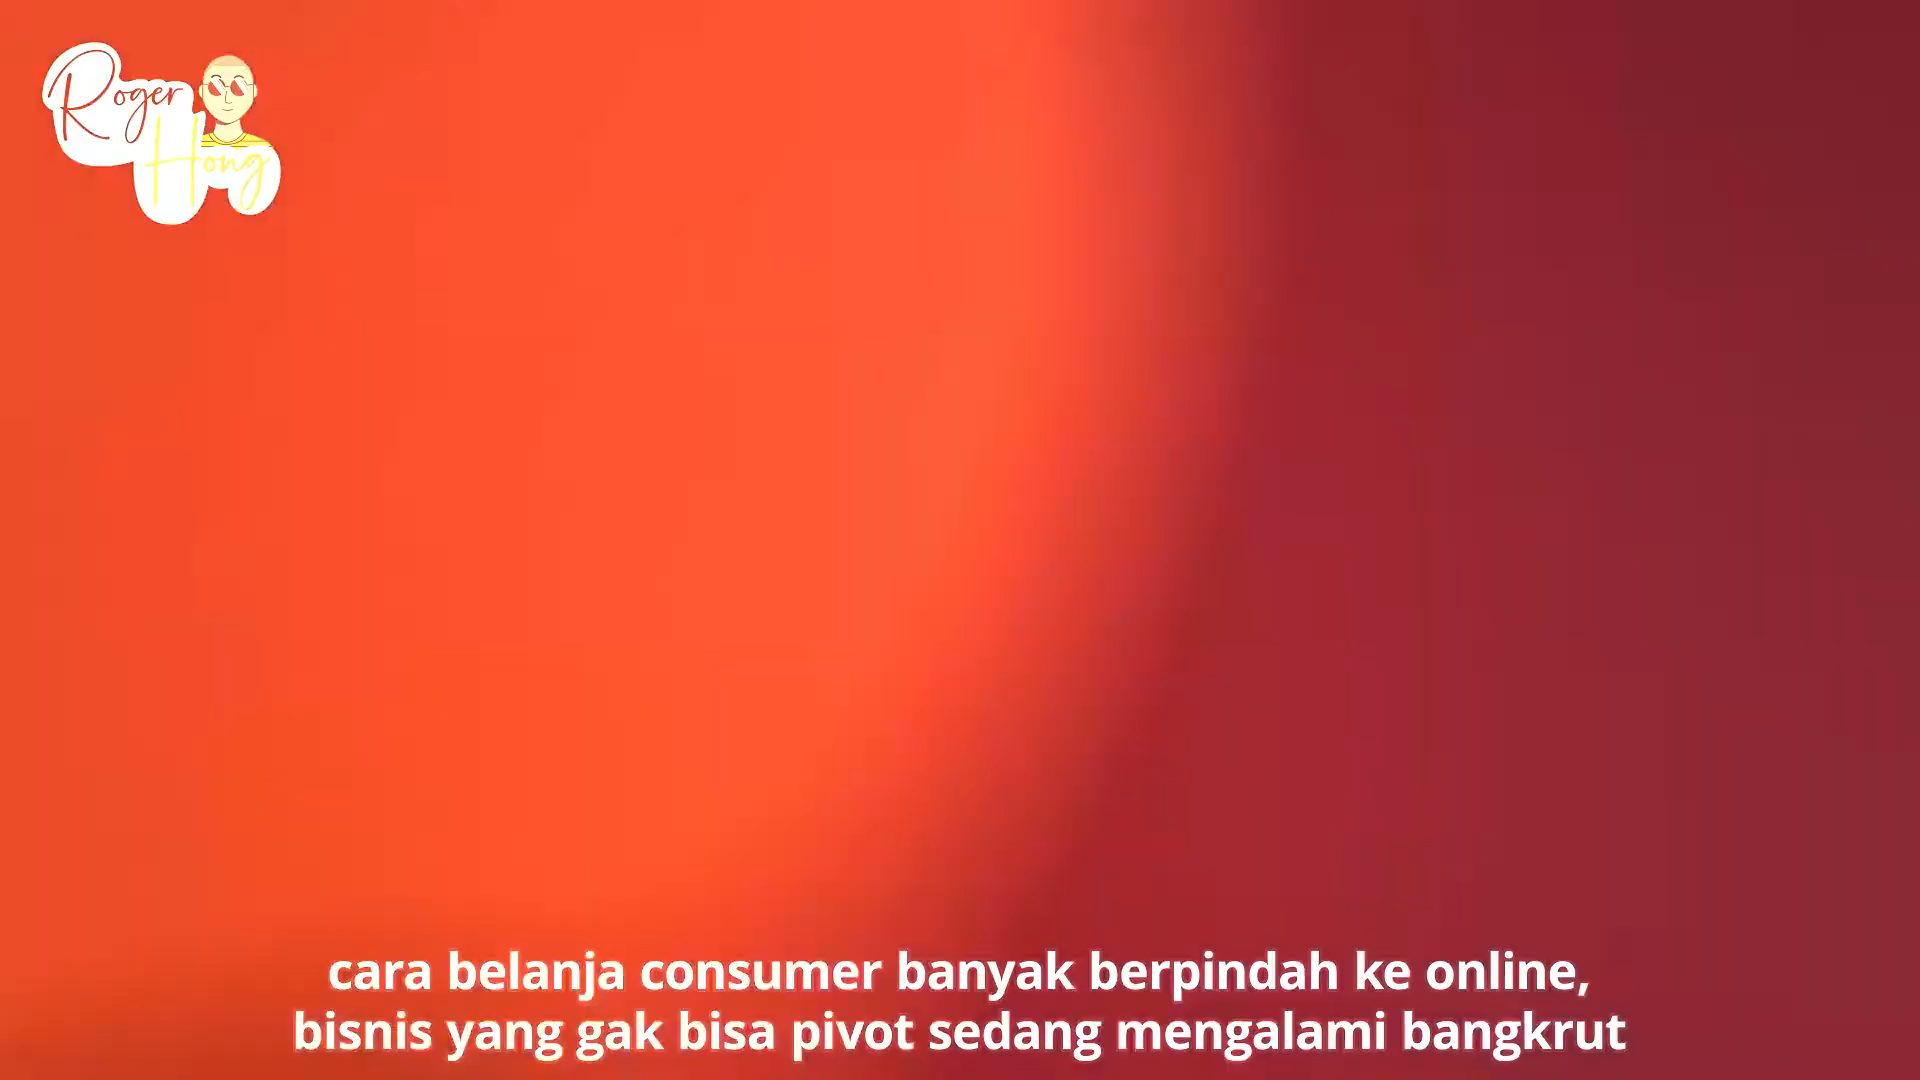 Roger
Hong
cara belanja consumer banyak berpindah ke online,
bisnis yang gak bisa pivot sedang mengalami bangkrut